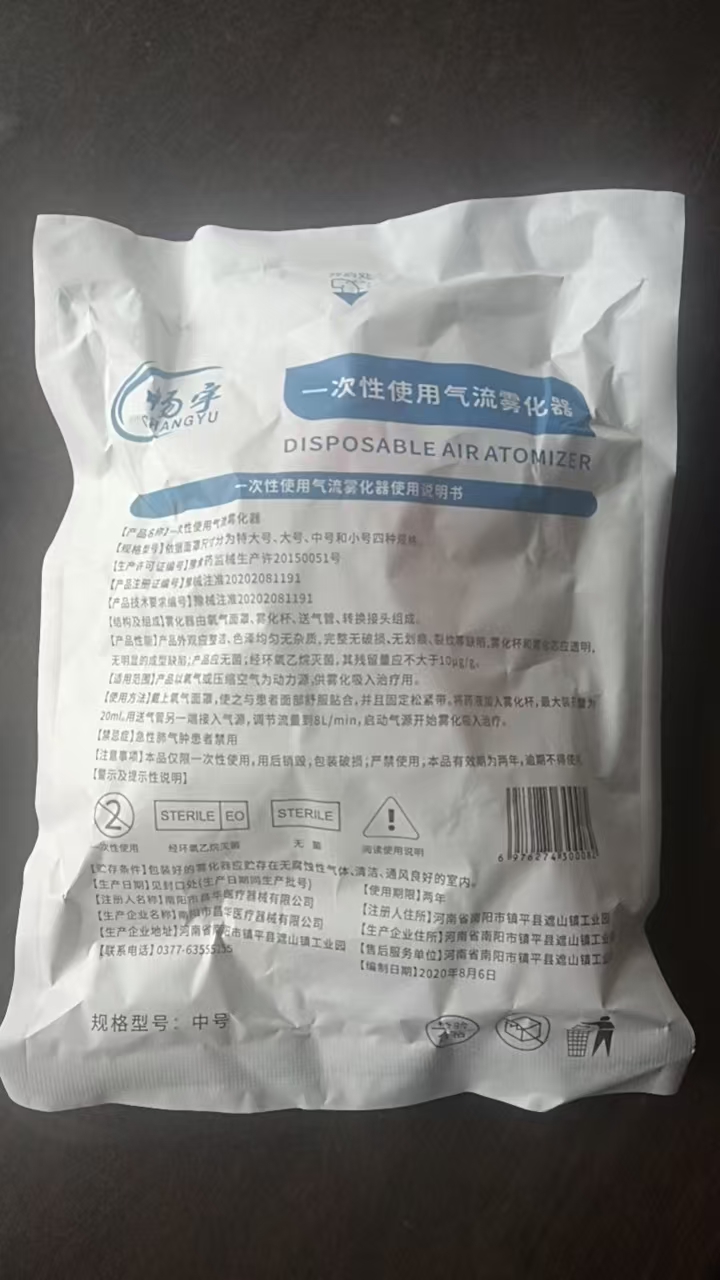 畅宇
CHANGYU
一次性使用气流雾化器
DISPOSABLE AIR ATOMIZER
一次性使用气流雾化器使用说明书
【产品名称】一次性使用气流雾化器
【规格型号】依据面罩尺寸分为特大号、大号、中号和小号四种规格。
【生产许可证编号】豫食药监械生产许20150051号
【产品注册证编号】豫械注准20202081191
【产品技术要求编号】豫械注准20202081191
【结构及组成】雾化器由氧气面罩、雾化杯、送气管、转换接头组成。
【产品性能】产品外观应整洁、色泽均匀无杂质,完整无破损、无划痕、裂纹等缺陷,雾化杯和雾化芯应透明,
无明显的成型缺陷;产品应无菌;经环氧乙烷灭菌,其残留量应不大于10μg/g。
【适用范围】产品以氧气或压缩空气为动力源,供雾化吸入治疗用。
【使用方法】戴上氧气面罩,使之与患者面部舒服贴合,并且固定松紧带。将药液加入雾化杯,最大装药量为
20ml,用送气管另一端接入气源,调节流量到8L/min,启动气源开始雾化吸入治疗。
【禁忌症】急性肺气肿患者禁用
【注意事项】本品仅限一次性使用,用后销毁,包装破损;严禁使用,本品有效期为两年,逾期不得使用
【警示及提示性说明】
2 STERILE EO STERILE
一次性使用 经环氧乙烷灭菌 无菌 阅读使用说明
6 976274 50008
【贮存条件】包装好的雾化器应贮存在无腐蚀性气体、清洁、通风良好的室内。
【生产日期】见封口处(生产日期同生产批号)
【使用期限】两年
【注册人名称】南阳市昌华医疗器械有限公司
【注册人住所】河南省南阳市镇平县遮山镇工业园
【生产企业名称】南阳市昌华医疗器械有限公司
【生产企业住所】河南省南阳市镇平县遮山镇工业
【生产企业地址】河南省南阳市镇平县遮山镇工业园
【售后服务单位】河南省南阳市镇平县遮山镇工业
【联系电话】0377-63555
【编制日期】2020年8月6日
规格型号：中号